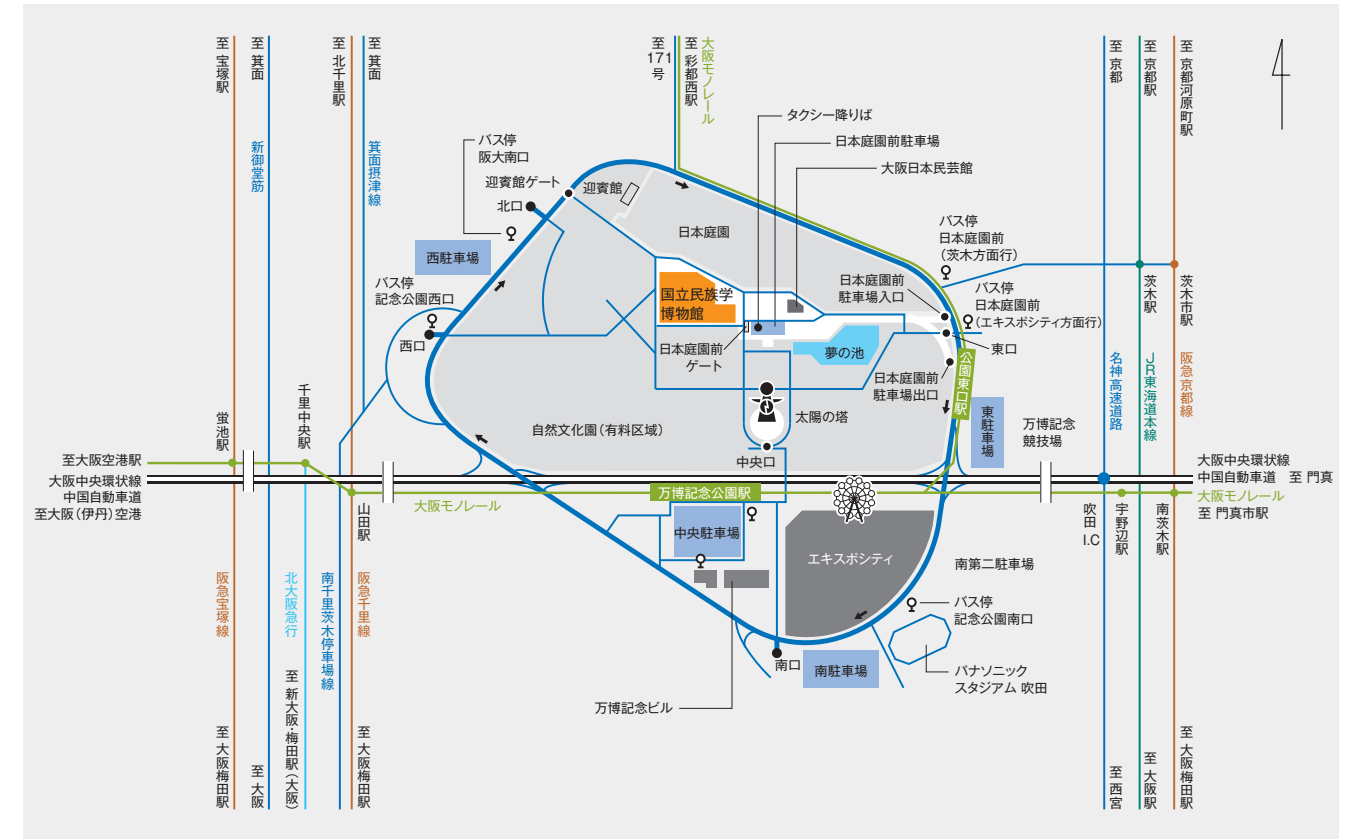 至 宝塚駅
至 箕面
至 北千里駅
至 箕面
至 171号
至 彩都西駅
大阪モノレール
至 京都
至 京都駅
至 京都河原町駅
新御堂筋
箕面摂津線
バス停
阪大南口
迎賓館ゲート
北口
迎賓館
タクシー降りば
日本庭園前駐車場
大阪日本民芸館
日本庭園
西駐車場
バス停
日本庭園前
(茨木方面行)
バス停
記念公園西口
西口
国立民族学
博物館
日本庭園前
駐車場入口
バス停
日本庭園前
(エキスポシティ方面行)
茨木駅
茨木市駅
日本庭園前
ゲート
夢の池
東口
日本庭園前
駐車場出口
公園東口駅
名神高速道路
JR東海道本線
阪急京都線
太陽の塔
東駐車場
万博記念
競技場
蛍池駅
千里中央駅
自然文化園(有料区域)
中央口
至大阪空港駅
大阪中央環状線
中国自動車道
至大阪(伊丹)空港
大阪中央環状線
中国自動車道 至 門真
大阪モノレール
至 門真市駅
山田駅
大阪モノレール
万博記念公園駅
吹田I.C
宇野辺駅
南茨木駅
中央駐車場
エキスポシティ
南第二駐車場
阪急宝塚線
北大阪急行
南千里茨木停車場線
阪急千里線
バス停
記念公園南口
南口
南駐車場
パナソニック
スタジアム 吹田
万博記念ビル
至 大阪梅田駅
至 大阪
至 新大阪・梅田駅(大阪)
至 大阪梅田駅
至 西宮
至 大阪駅
至 大阪梅田駅